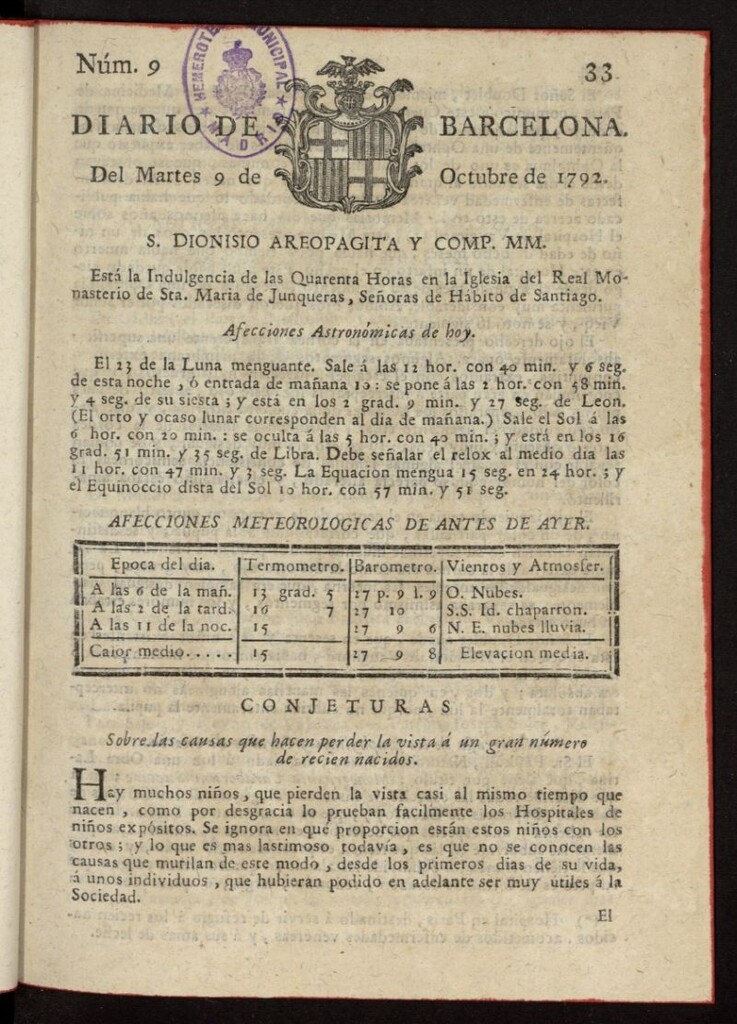 Núm. 9
33
HEMEROTECA MUNICIPAL
MADRID
DIARIO DE BARCELONA.
Del Martes 9 de Octubre de 1792.
S. DIONISIO AREOPAGITA Y COMP. MM.
Está la Indulgencia de las Quarenta Horas en la Iglesia del Real Mo-
nasterio de Sta. Maria de Junqueras, Señoras de Hábito de Santiago.
Afecciones Astronómicas de hoy.
El 23 de la Luna menguante. Sale á las 12 hor. con 40 min. y 6 seg.
de esta noche, ó entrada de mañana 10: se pone á las 2 hor. con 58 min.
y 4 seg. de su siesta; y está en los 2 grad. 9 min. y 27 seg. de Leon.
(El orto y ocaso lunar corresponden al dia de mañana.) Sale el Sol á las
6 hor. con 20 min.: se oculta á las 5 hor. con 40 min.; y está en los 16
grad. 51 min. y 35 seg. de Libra. Debe señalar el relox al medio dia las
11 hor. con 47 min. y 3 seg. La Equacion mengua 15 seg. en 24 hor.; y
el Equinoccio dista del Sol 10 hor. con 57 min. y 51 seg.
AFECCIONES METEOROLOGICAS DE ANTES DE AYER.
Epoca del dia. Termometro. Barometro. Vientos y Atmosfer.
A las 6 de la mañ. 13 grad. 5 27 p. 9 l. 9 O. Nubes.
A las 2 de la tard. 16 7 27 10 S.S. Id. chaparron.
A las 11 de la noc. 15 27 9 6 N. E. nubes lluvia.
Calor medio..... 15 27 9 8 Elevacion media.
CONJETURAS
Sobre las causas que hacen perder la vista á un gran número
de recien nacidos.
Hay muchos niños, que pierden la vista casi al mismo tiempo que
nacen, como por desgracia lo prueban facilmente los Hospitales de
niños expósitos. Se ignora en qué proporcion están estos niños con los
otros; y lo que es mas lastimoso todavía, es que no se conocen las
causas que mutilan de este modo, desde los primeros dias de su vida,
á unos individuos, que hubieran podido en adelante ser muy útiles á la
Sociedad.
El